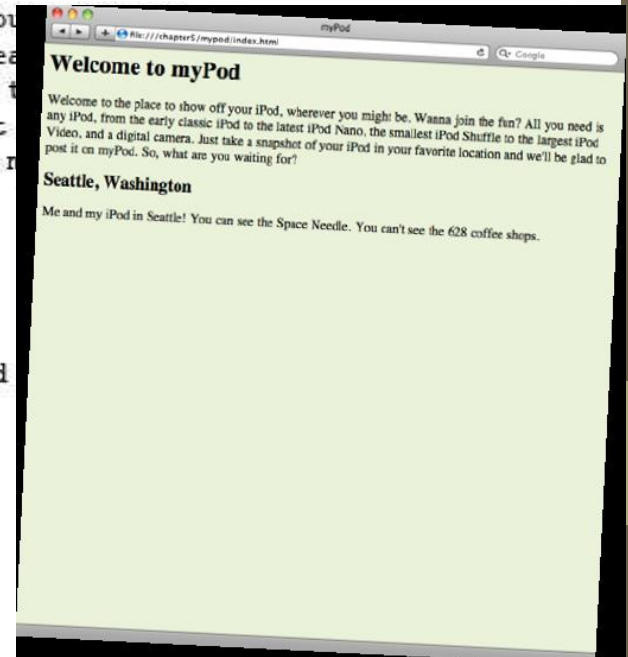 myPod
file:///chapter5/mypod/index.html
Google
Welcome to myPod
Welcome to the place to show off your iPod, wherever you might be. Wanna join the fun? All you need is
any iPod, from the early classic iPod to the latest iPod Nano, the smallest iPod Shuffle to the largest iPod
Video, and a digital camera. Just take a snapshot of your iPod in your favorite location and we'll be glad to
post it on myPod. So, what are you waiting for?
Seattle, Washington
Me and my iPod in Seattle! You can see the Space Needle. You can't see the 628 coffee shops.